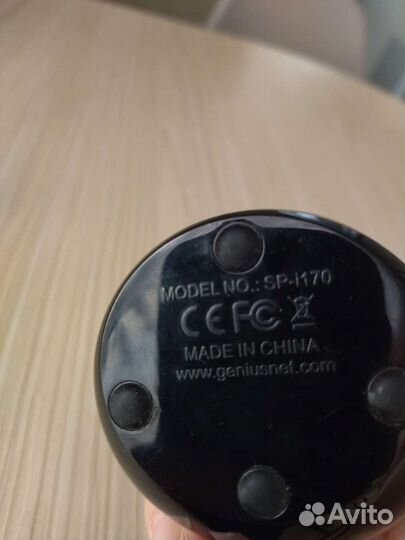 MODEL NO.: SP-i170
CE FC
MADE IN CHINA
www.geniusnet.com
Avito